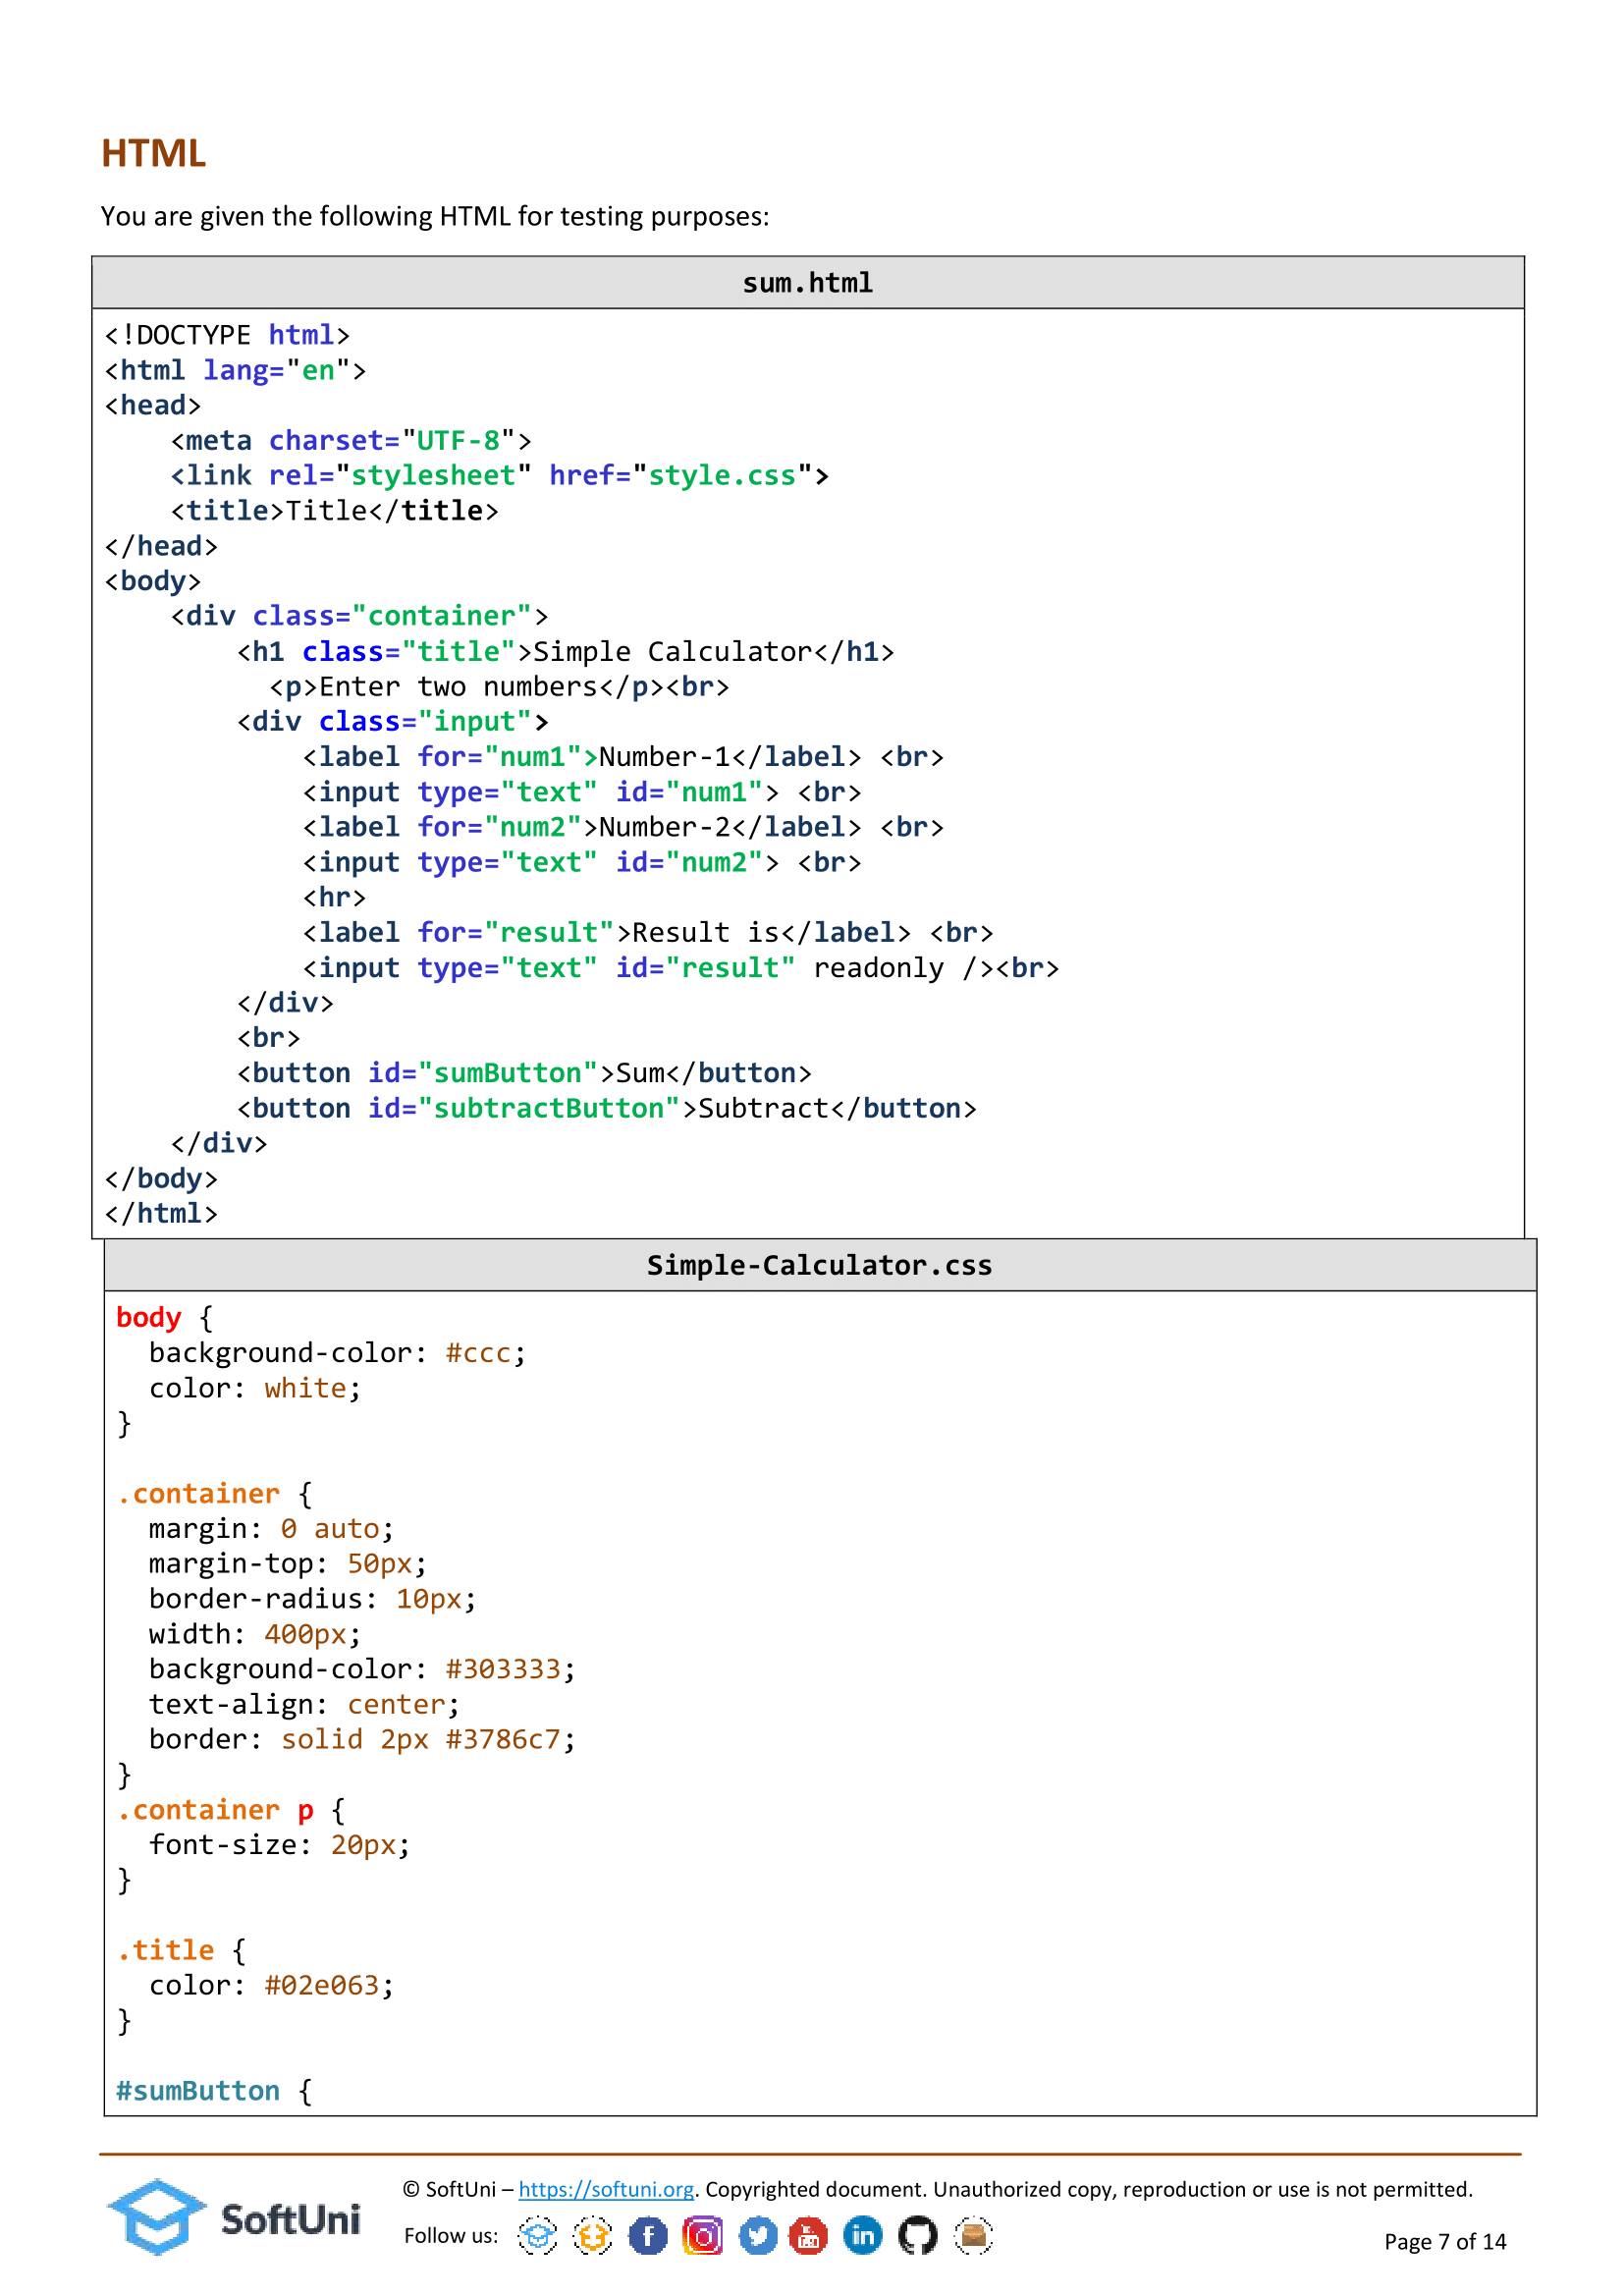 HTML
You are given the following HTML for testing purposes:
sum.html
<!DOCTYPE html>
<html lang="en">
<head>
    <meta charset="UTF-8">
    <link rel="stylesheet" href="style.css">
    <title>Title</title>
</head>
<body>
    <div class="container">
        <h1 class="title">Simple Calculator</h1>
          <p>Enter two numbers</p><br>
        <div class="input">
            <label for="num1">Number-1</label> <br>
            <input type="text" id="num1"> <br>
            <label for="num2">Number-2</label> <br>
            <input type="text" id="num2"> <br>
            <hr>
            <label for="result">Result is</label> <br>
            <input type="text" id="result" readonly /><br>
        </div>
        <br>
        <button id="sumButton">Sum</button>
        <button id="subtractButton">Subtract</button>
    </div>
</body>
</html>
Simple-Calculator.css
body {
  background-color: #ccc;
  color: white;
}
.container {
  margin: 0 auto;
  margin-top: 50px;
  border-radius: 10px;
  width: 400px;
  background-color: #303333;
  text-align: center;
  border: solid 2px #3786c7;
}
.container p {
  font-size: 20px;
}
.title {
  color: #02e063;
}
#sumButton {
SoftUni
© SoftUni – https://softuni.org. Copyrighted document. Unauthorized copy, reproduction or use is not permitted.
Follow us:
Page 7 of 14